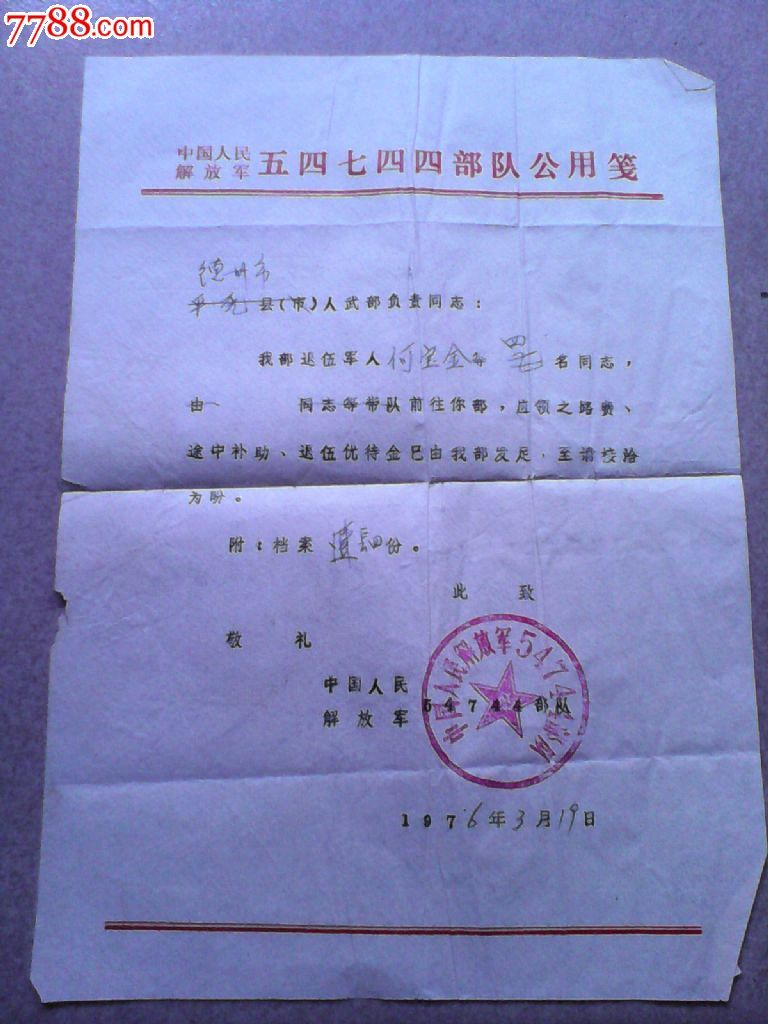 7788.com
中国人民
解放军 五四七四四部队公用笺
德州市
县(市)人武部负责同志:
我部退伍军人何宝金等 四 名同志,
由 同志等带队前往你部,应领之路费、
途中补助、退伍优待金已由我部发足,至请接洽
为盼。
附:档案 肆份。
此 致
敬 礼
中国人民
解放军 54744部队
中国人民解放军5474
1976年3月19日